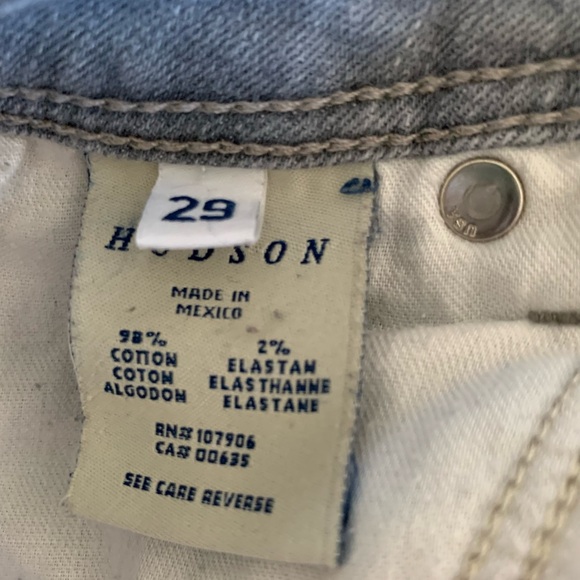 29
HUDSON
MADE IN
MEXICO
98% 2%
COTTON ELASTAN
COTON ELASTHANNE
ALGODON ELASTANE
RN# 107906
CA# 00635
SEE CARE REVERSE